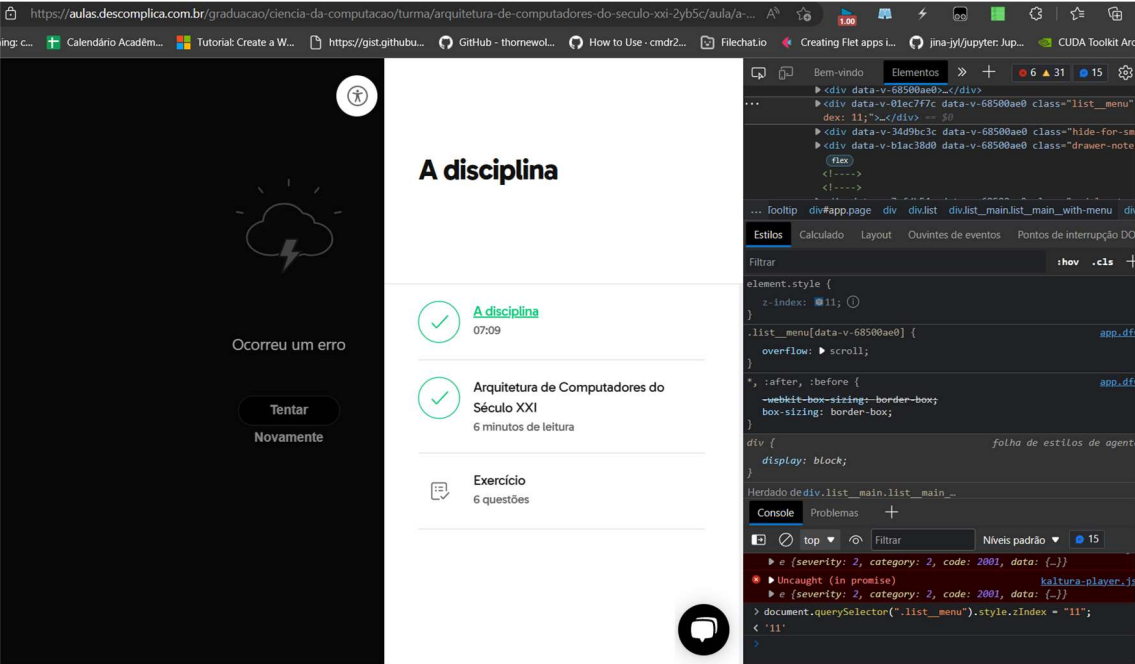 https://aulas.descomplica.com.br/graduacao/ciencia-da-computacao/turma/arquitetura-de-computadores-do-seculo-xxi-2yb5c/aula/a-...
1.00
ing: c... Calendário Acadêm... Tutorial: Create a W... https://gist.githubu... GitHub - thornewol... How to Use · cmdr2... Filechat.io Creating Flet apps i... jina-jyl/jupyter: Jup... CUDA Toolkit Arc
Ocorreu um erro
Tentar
Novamente
A disciplina
A disciplina
07:09
Arquitetura de Computadores do
Século XXI
6 minutos de leitura
Exercício
6 questões
Bem-vindo Elementos 6 31 15
<div data-v-68500ae0>…</div>
<div data-v-01ec7f7c data-v-68500ae0 class="list__menu"
dex: 11;">…</div> == $0
<div data-v-34d9bc3c data-v-68500ae0 class="hide-for-sm
<div data-v-b1ac38d0 data-v-68500ae0 class="drawer-note
flex
<!---->
<!---->
... Tooltip div#app.page div div.list div.list__main.list__main__with-menu div
Estilos Calculado Layout Ouvintes de eventos Pontos de interrupção DO
Filtrar :hov .cls
element.style {
z-index: 11;
}
.list__menu[data-v-68500ae0] { app.df
overflow: scroll;
}
*, :after, :before { app.df
-webkit-box-sizing: border-box;
box-sizing: border-box;
}
div { folha de estilos de agent
display: block;
}
Herdado de div.list__main.list__main_…
Console Problemas
top Filtrar Níveis padrão 15
e {severity: 2, category: 2, code: 2001, data: {…}}
Uncaught (in promise) kaltura-player.js
e {severity: 2, category: 2, code: 2001, data: {…}}
> document.querySelector(".list__menu").style.zIndex = "11";
< '11'
>